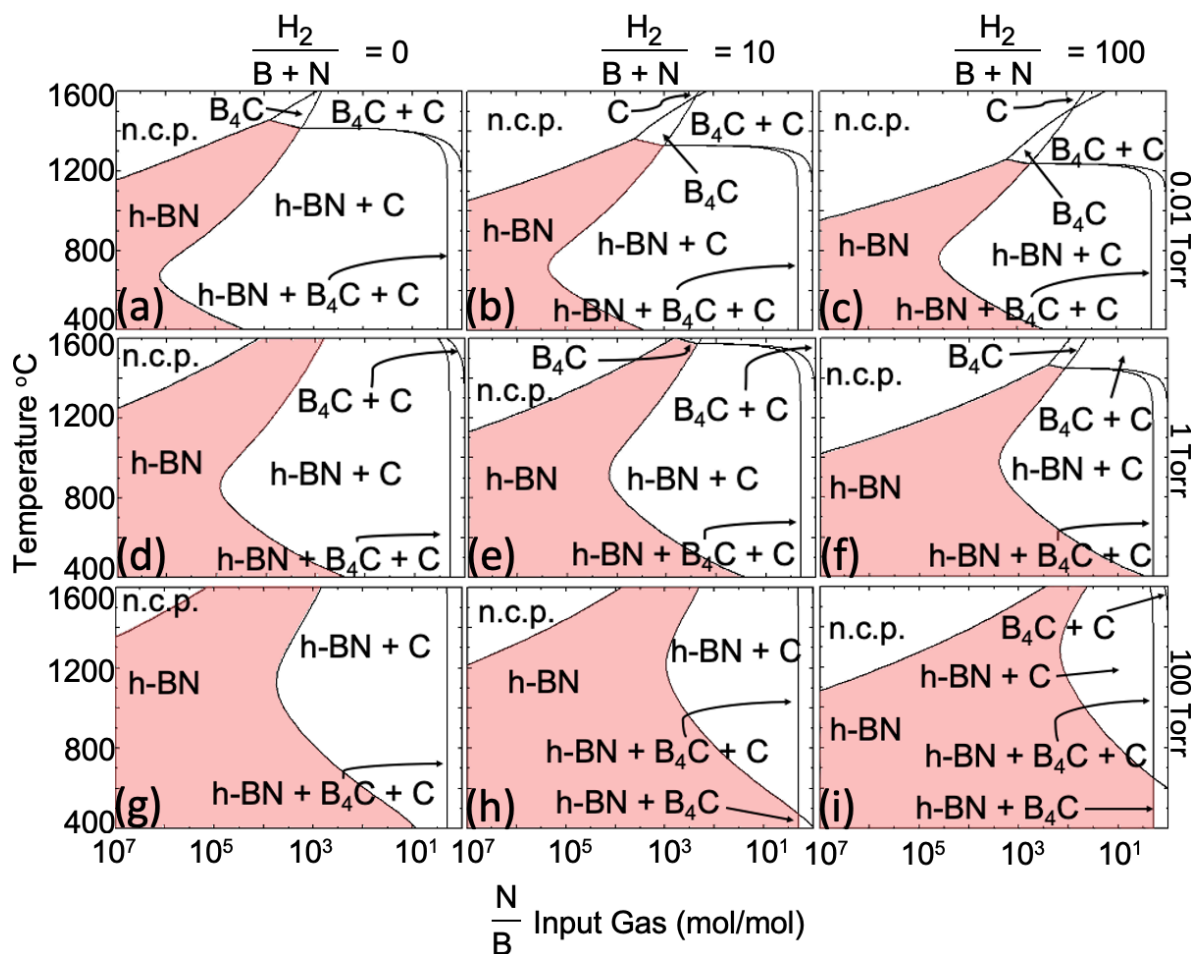 H2/(B + N) = 0
H2/(B + N) = 10
H2/(B + N) = 100
1600
1200
800
400
n.c.p.
B4C
B4C + C
h-BN
h-BN + C
h-BN + B4C + C
(a)
n.c.p.
C
B4C + C
B4C
h-BN
h-BN + C
h-BN + B4C + C
(b)
n.c.p.
C
B4C + C
B4C
h-BN
h-BN + C
h-BN + B4C + C
(c)
0.01 Torr
Temperature °C
1600
1200
800
400
n.c.p.
B4C + C
h-BN
h-BN + C
h-BN + B4C + C
(d)
B4C
n.c.p.
B4C + C
h-BN
h-BN + C
h-BN + B4C + C
(e)
B4C
n.c.p.
B4C + C
h-BN
h-BN + C
h-BN + B4C + C
(f)
1 Torr
1600
1200
800
400
n.c.p.
h-BN + C
h-BN
h-BN + B4C + C
(g)
n.c.p.
h-BN + C
h-BN
h-BN + B4C + C
h-BN + B4C
(h)
n.c.p.
B4C + C
h-BN + C
h-BN
h-BN + B4C + C
h-BN + B4C
(i)
100 Torr
10^7 10^5 10^3 10^1
10^7 10^5 10^3 10^1
10^7 10^5 10^3 10^1
N/B Input Gas (mol/mol)